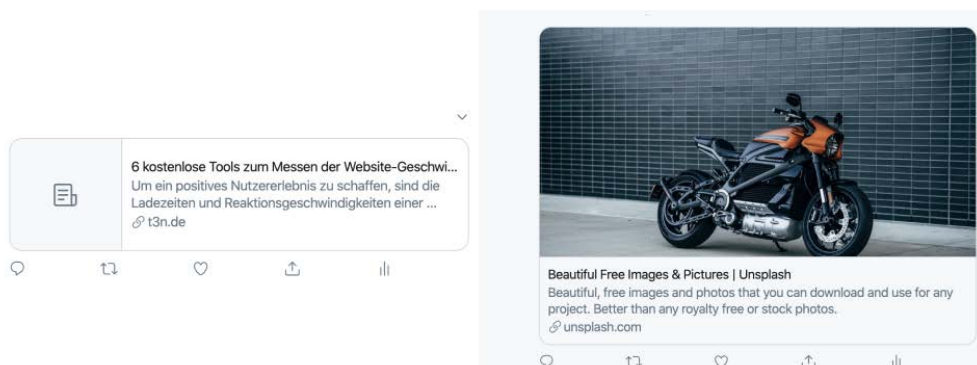 6 kostenlose Tools zum Messen der Website-Geschwi...
Um ein positives Nutzererlebnis zu schaffen, sind die
Ladezeiten und Reaktionsgeschwindigkeiten einer ...
t3n.de
Beautiful Free Images & Pictures | Unsplash
Beautiful, free images and photos that you can download and use for any
project. Better than any royalty free or stock photos.
unsplash.com